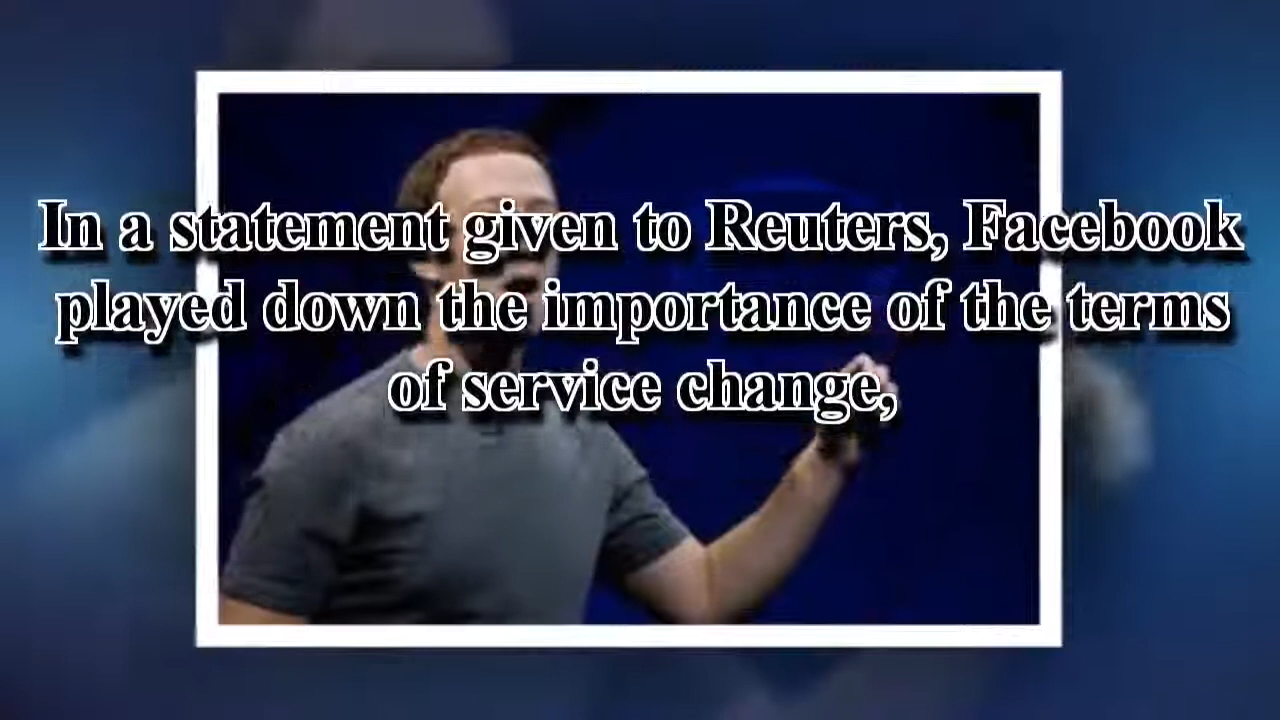 In a statement given to Reuters, Facebook
played down the importance of the terms
of service change,